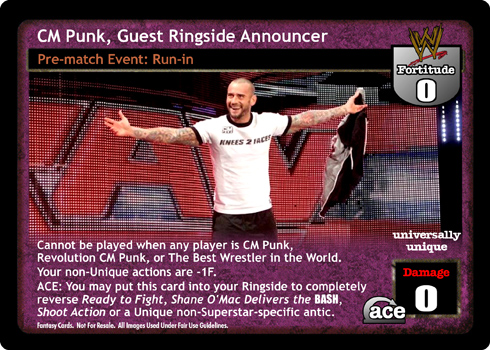 CM Punk, Guest Ringside Announcer
Pre-match Event: Run-in
W
Fortitude
0
KNEES 2 FACES
Cannot be played when any player is CM Punk,
Revolution CM Punk, or The Best Wrestler in the World.
Your non-Unique actions are -1F.
ACE: You may put this card into your Ringside to completely
reverse Ready to Fight, Shane O'Mac Delivers the BASH,
Shoot Action or a Unique non-Superstar-specific antic.
Fantasy Cards. Not For Resale. All Images Used Under Fair Use Guidelines.
universally
unique
Damage
0
ace